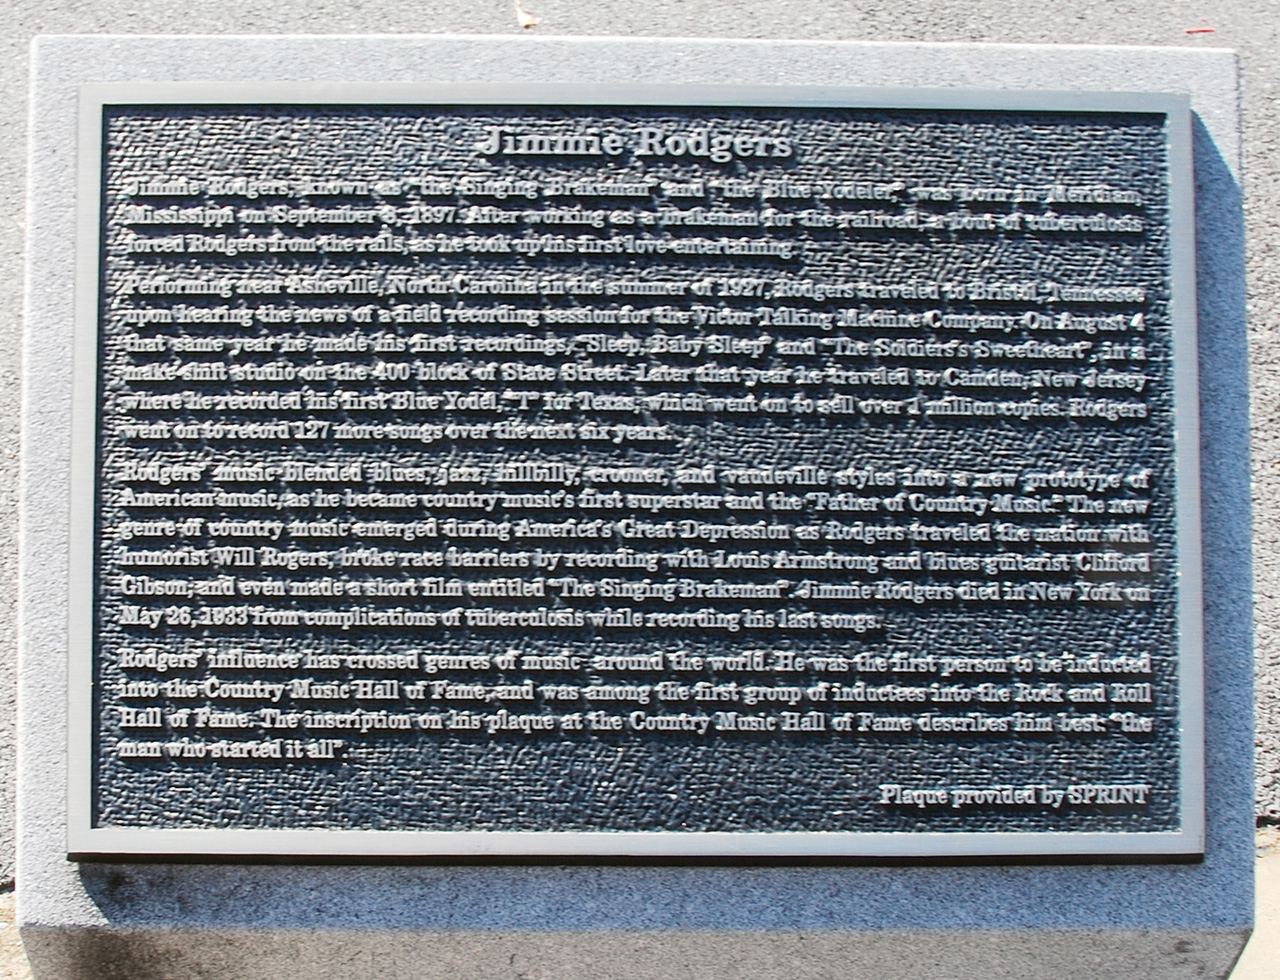 Jimmie Rodgers
Jimmie Rodgers, known as "the Singing Brakeman" and "the Blue Yodeler," was born in Meridian,
Mississippi on September 8, 1897. After working as a brakeman for the railroad, a bout of tuberculosis
forced Rodgers from the rails, as he took up his first love-entertaining.
Performing near Asheville, North Carolina in the summer of 1927, Rodgers traveled to Bristol, Tennessee
upon hearing the news of a field recording session for the Victor Talking Machine Company. On August 4
that same year he made his first recordings, "Sleep, Baby Sleep" and "The Soldiers's Sweetheart", in a
make-shift studio on the 400 block of State Street. Later that year he traveled to Camden, New Jersey
where he recorded his first Blue Yodel, "T" for Texas, which went on to sell over 1 million copies. Rodgers
went on to record 127 more songs over the next six years.
Rodgers' music blended blues, jazz, hillbilly, crooner, and vaudeville styles into a new prototype of
American music, as he became country music's first superstar and the "Father of Country Music." The new
genre of country music emerged during America's Great Depression as Rodgers traveled the nation with
humorist Will Rogers, broke race barriers by recording with Louis Armstrong and blues guitarist Clifford
Gibson, and even made a short film entitled "The Singing Brakeman". Jimmie Rodgers died in New York on
May 26, 1933 from complications of tuberculosis while recording his last songs.
Rodgers' influence has crossed genres of music around the world. He was the first person to be inducted
into the Country Music Hall of Fame, and was among the first group of inductees into the Rock and Roll
Hall of Fame. The inscription on his plaque at the Country Music Hall of Fame describes him best: "the
man who started it all".
Plaque provided by SPRINT